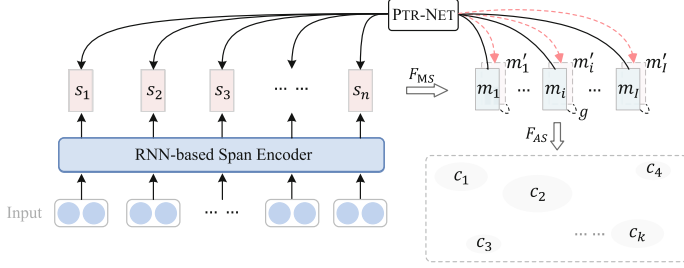 PTR-NET
s1 s2 s3 ... ... sn
FMS
m1 m'1 ... mi m'i ... mI m'I
g
RNN-based Span Encoder
FAS
Input ... ...
c1 c2 c4
c3 ... ... ck